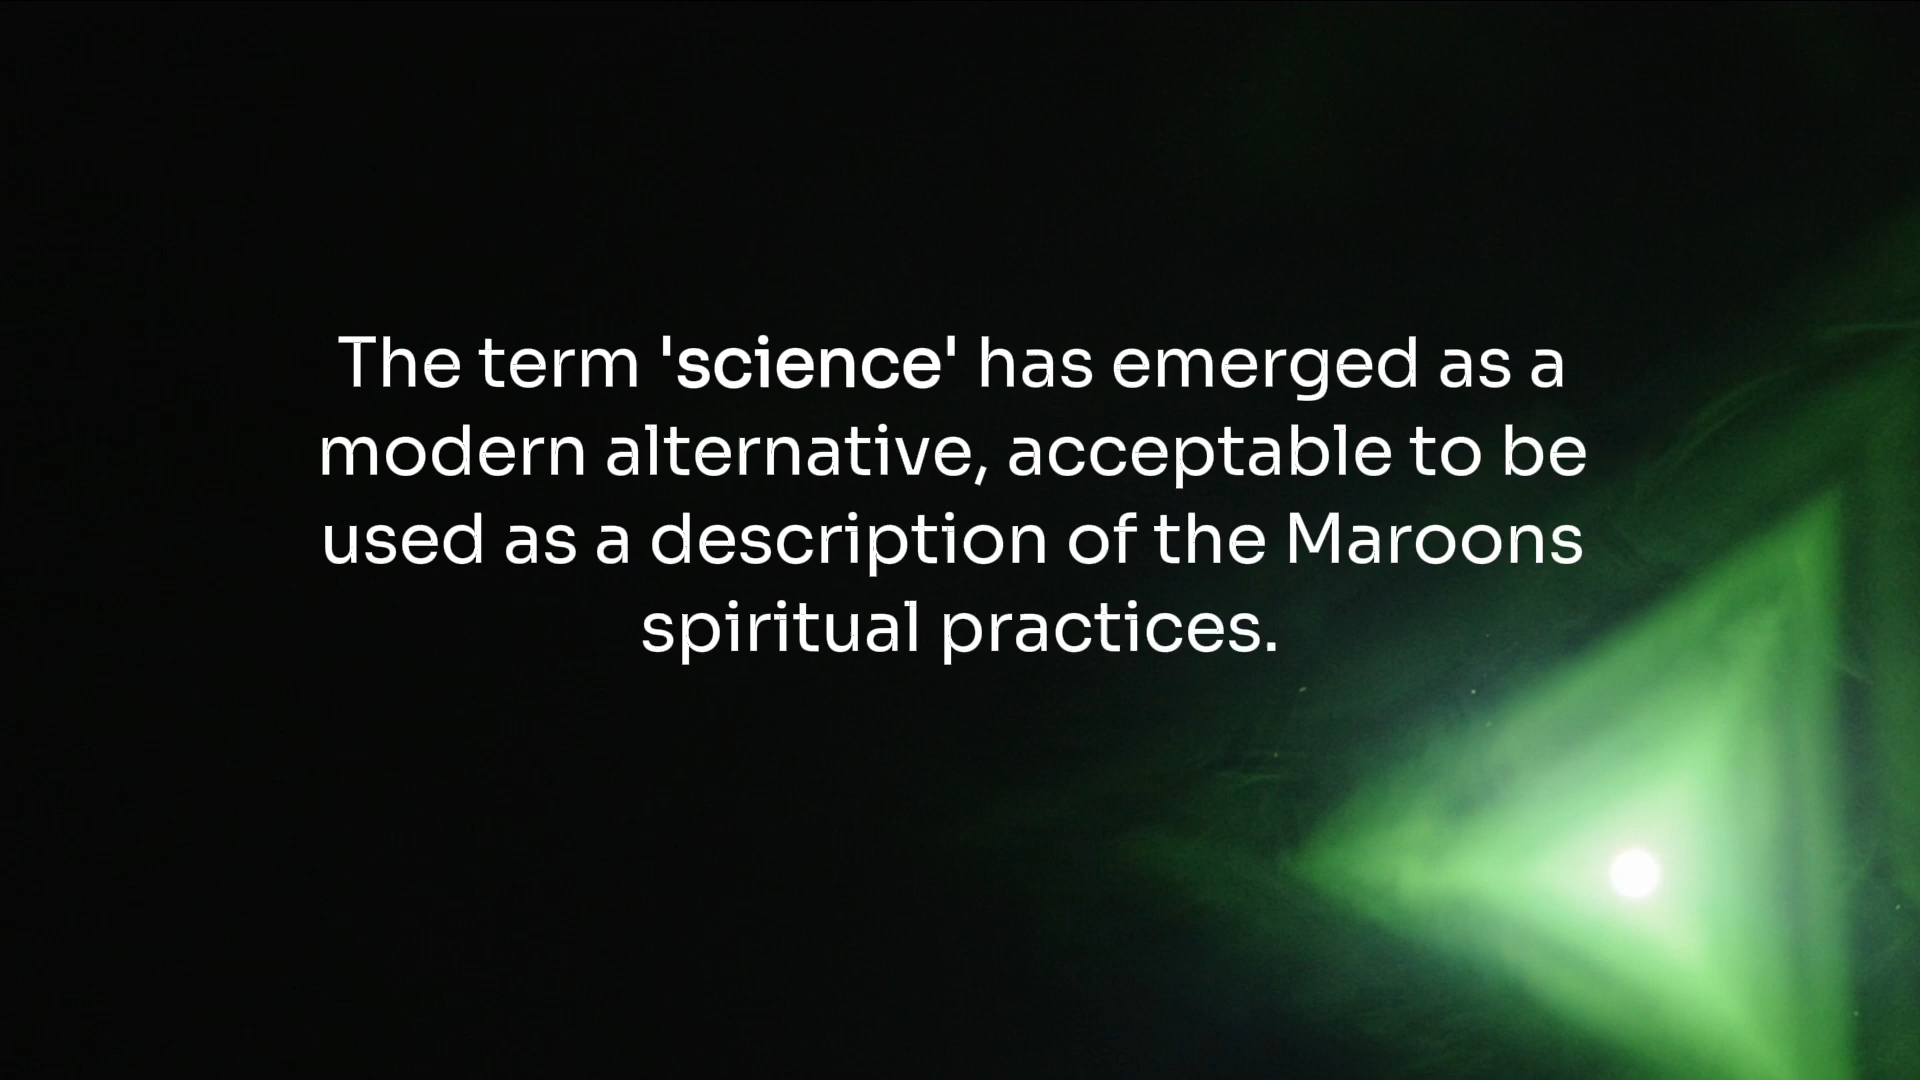 The term 'science' has emerged as a
modern alternative, acceptable to be
used as a description of the Maroons
spiritual practices.